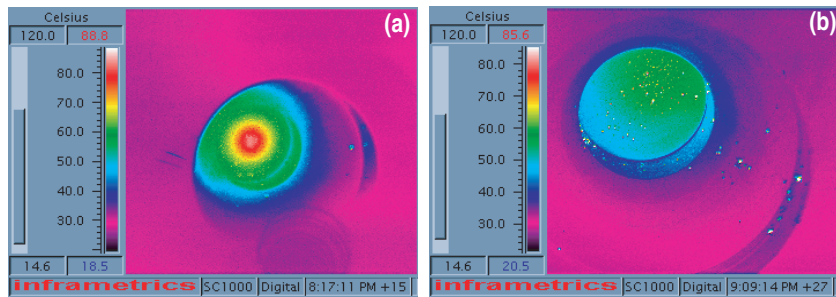 Celsius
120.0 88.8
80.0
70.0
60.0
50.0
40.0
30.0
14.6 18.5
inframetrics SC1000 Digital 8:17:11 PM +15
(a)
Celsius
120.0 85.6
80.0
70.0
60.0
50.0
40.0
30.0
14.6 20.5
inframetrics SC1000 Digital 9:09:14 PM +27
(b)